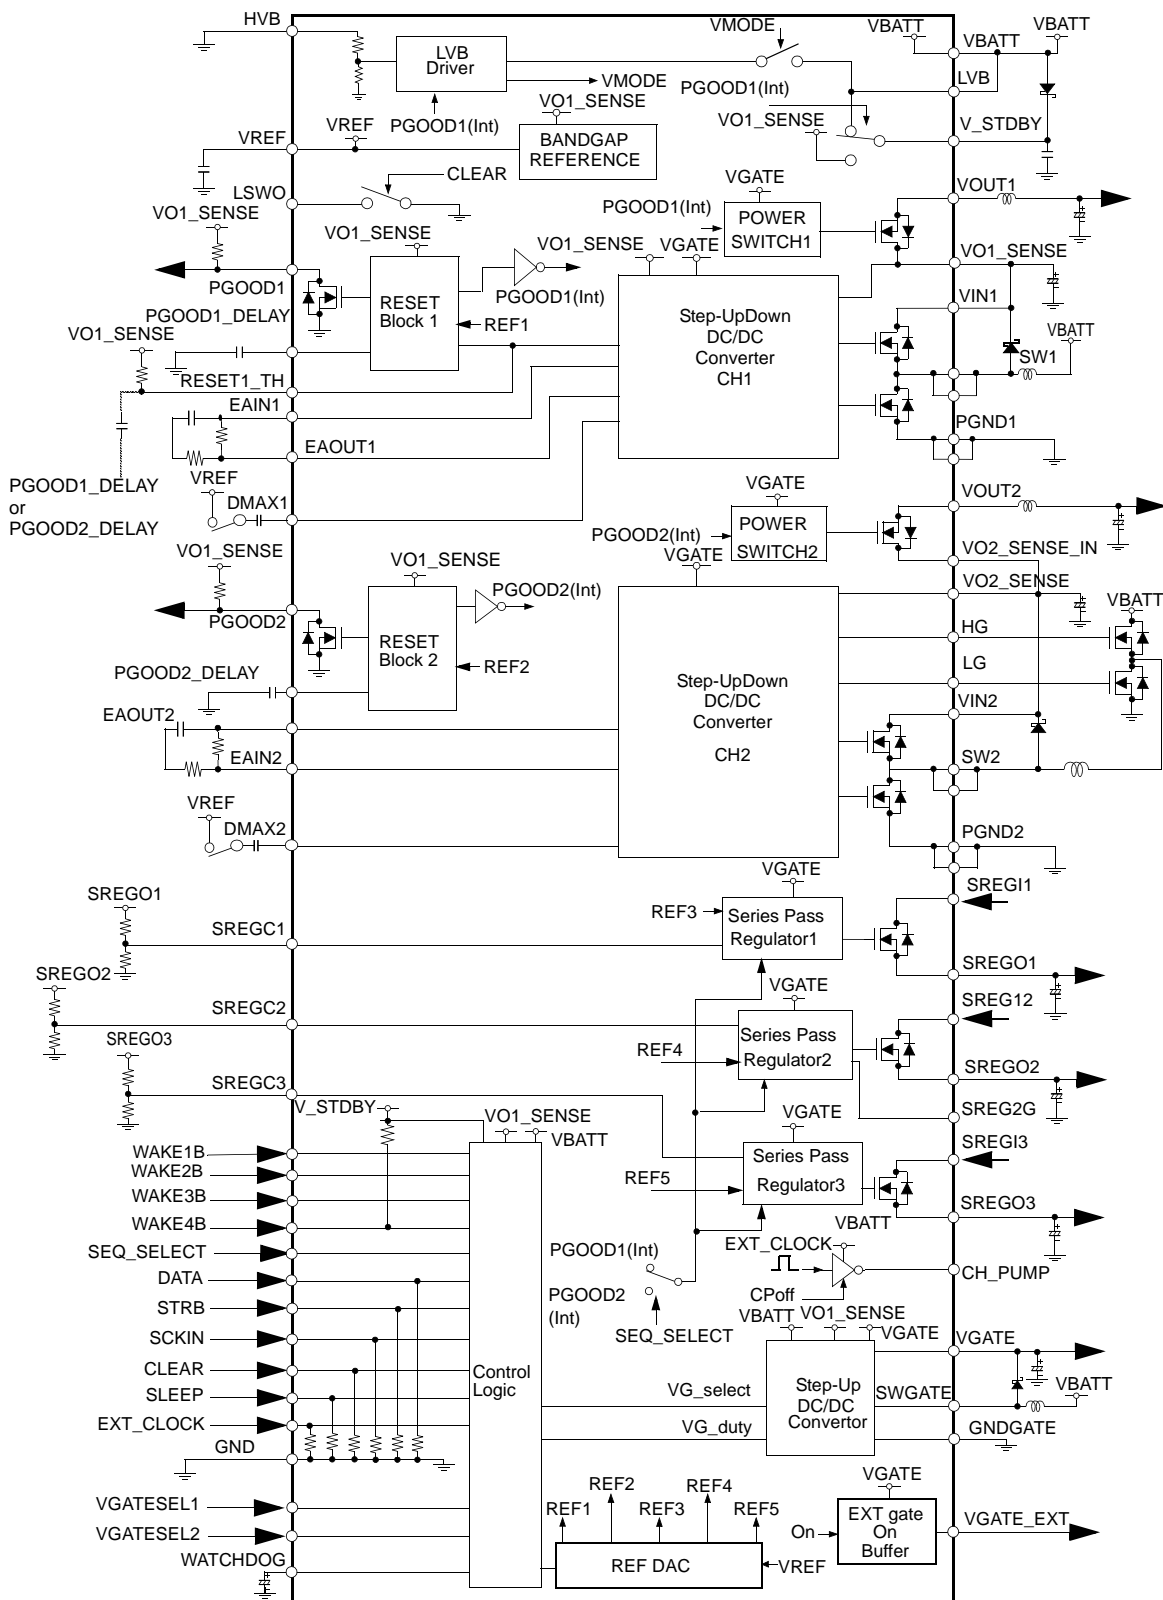 HVB
VMODE
VBATT
VBATT
VBATT
LVB
Driver
VMODE
LVB
PGOOD1(Int)
PGOOD1(Int)
VO1_SENSE
VREF
VREF
BANDGAP
REFERENCE
VO1_SENSE
V_STDBY
LSWO
CLEAR
VGATE
VOUT1
VO1_SENSE
VO1_SENSE
PGOOD1(Int)
POWER
SWITCH1
VO1_SENSE
VGATE
VO1_SENSE
PGOOD1
PGOOD1(Int)
RESET
Block 1
REF1
PGOOD1_DELAY
VO1_SENSE
Step-UpDown
DC/DC
Converter
CH1
VIN1
VBATT
SW1
RESET1_TH
EAIN1
EAOUT1
PGND1
PGOOD1_DELAY
or
PGOOD2_DELAY
VREF
DMAX1
VGATE
VOUT2
PGOOD2(Int)
POWER
SWITCH2
VO1_SENSE
VO1_SENSE
VGATE
VO2_SENSE_IN
VO2_SENSE
PGOOD2
PGOOD2(Int)
RESET
Block 2
REF2
VBATT
HG
LG
PGOOD2_DELAY
Step-UpDown
DC/DC
Converter
CH2
VIN2
EAOUT2
EAIN2
SW2
VREF
DMAX2
PGND2
VGATE
SREGI1
SREGO1
REF3
Series Pass
Regulator1
SREGC1
SREGO1
SREGO2
VGATE
SREG12
SREGC2
Series Pass
Regulator2
REF4
SREGO3
SREGO2
SREGC3
V_STDBY
VO1_SENSE
VBATT
VGATE
SREG2G
SREGI3
WAKE1B
WAKE2B
WAKE3B
WAKE4B
Series Pass
Regulator3
REF5
SREGO3
VBATT
SEQ_SELECT
PGOOD1(Int)
EXT_CLOCK
CH_PUMP
DATA
PGOOD2
(Int)
CPoff
STRB
SEQ_SELECT
VBATT
VO1_SENSE
VGATE
SCKIN
VGATE
CLEAR
Control
Logic
SLEEP
VG_select
Step-Up
DC/DC
Convertor
SWGATE
VBATT
EXT_CLOCK
VG_duty
GNDGATE
GND
VGATE
REF1
REF2
REF3
REF4
REF5
VGATESEL1
VGATESEL2
On
EXT gate
On
Buffer
VGATE_EXT
WATCHDOG
REF DAC
VREF